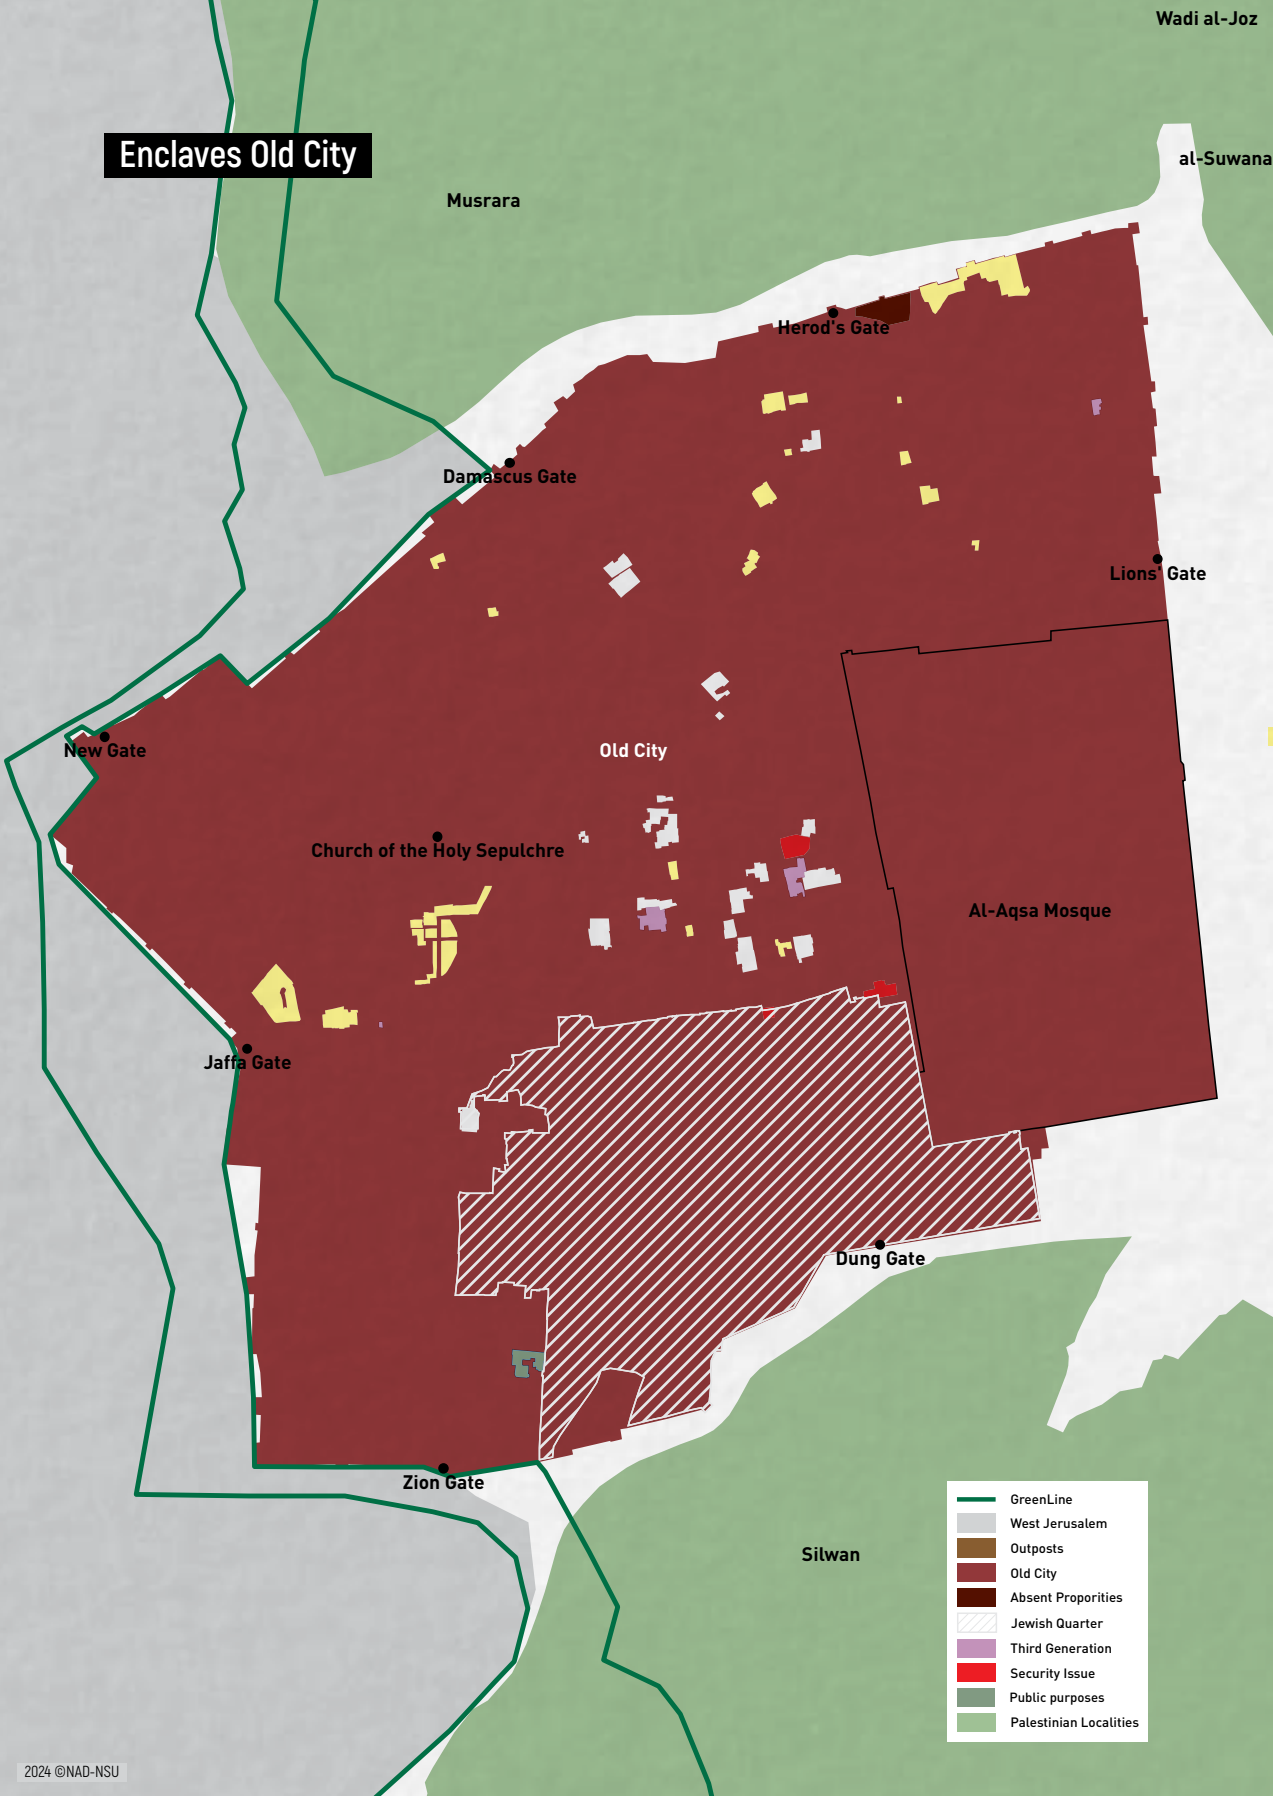 Wadi al-Joz
Enclaves Old City
al-Suwana
Musrara
Herod's Gate
Damascus Gate
Lions' Gate
New Gate
Old City
Church of the Holy Sepulchre
Al-Aqsa Mosque
Jaffa Gate
Dung Gate
Zion Gate
Silwan
GreenLine
West Jerusalem
Outposts
Old City
Absent Proporities
Jewish Quarter
Third Generation
Security Issue
Public purposes
Palestinian Localities
2024 ©NAD-NSU